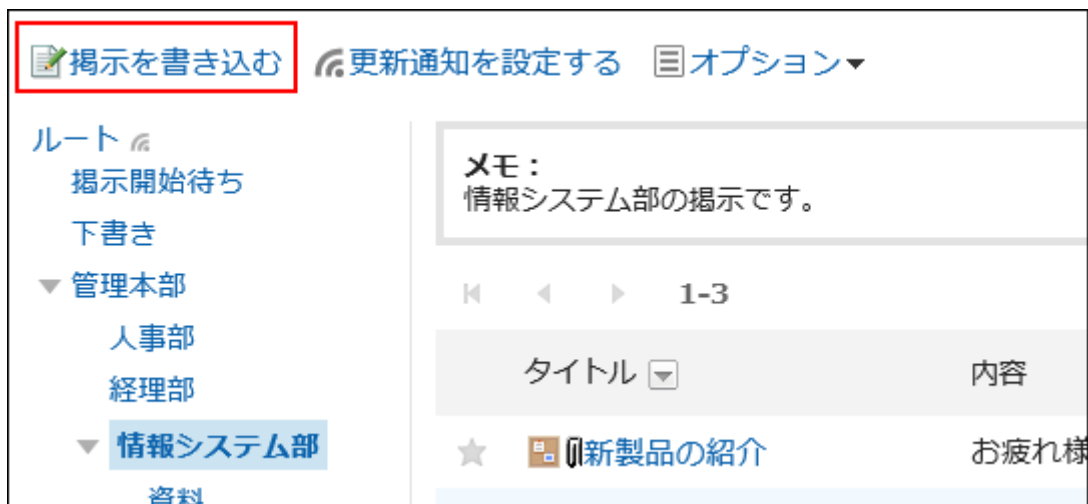 掲示を書き込む 更新通知を設定する オプション▼
ルート
掲示開始待ち
下書き
▼ 管理本部
人事部
経理部
▼ 情報システム部
資料
メモ：
情報システム部の掲示です。
1-3
タイトル 内容
新製品の紹介 お疲れ様